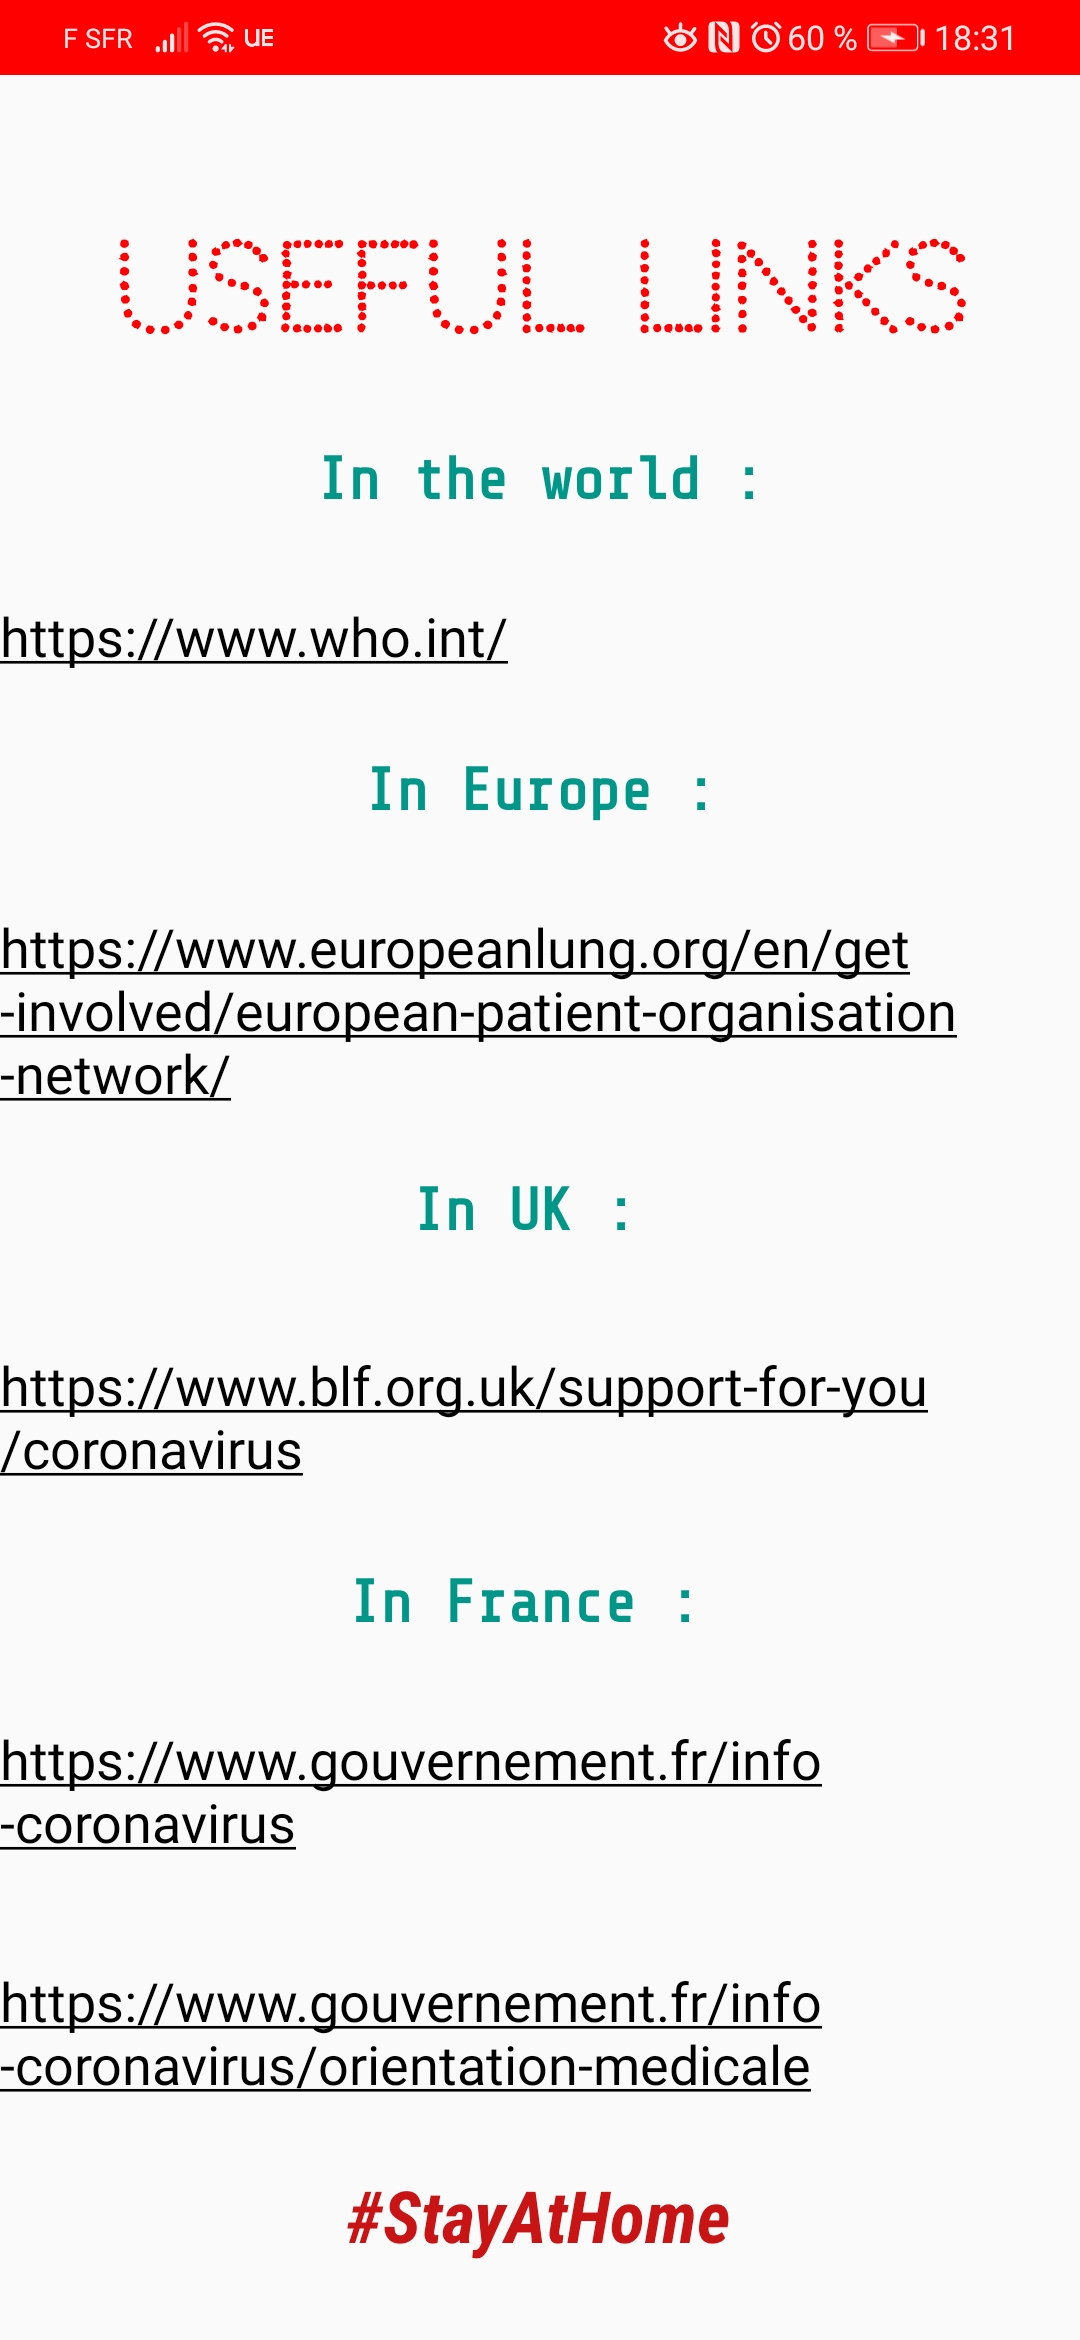 F SFR UE 60 % 18:31
USEFUL LINKS
In the world :
https://www.who.int/
In Europe :
https://www.europeanlung.org/en/get
-involved/european-patient-organisation
-network/
In UK :
https://www.blf.org.uk/support-for-you
/coronavirus
In France :
https://www.gouvernement.fr/info
-coronavirus
https://www.gouvernement.fr/info
-coronavirus/orientation-medicale
#StayAtHome